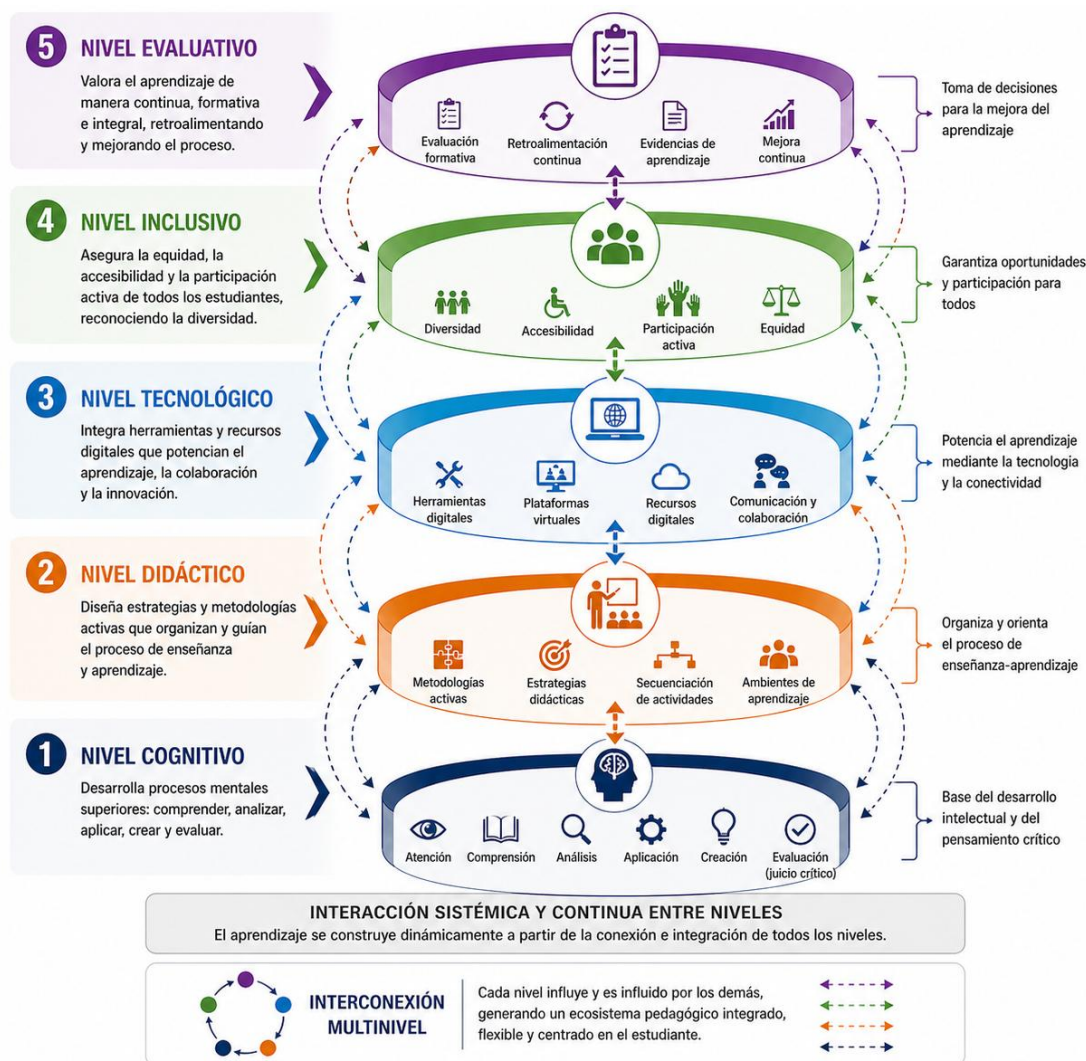 5 NIVEL EVALUATIVO
Valora el aprendizaje de
manera continua, formativa
e integral, retroalimentando
y mejorando el proceso.
Evaluación
formativa
Retroalimentación
continua
Evidencias de
aprendizaje
Mejora
continua
Toma de decisiones
para la mejora del
aprendizaje
4 NIVEL INCLUSIVO
Asegura la equidad, la
accesibilidad y la participación
activa de todos los estudiantes,
reconociendo la diversidad.
Diversidad
Accesibilidad
Participación
activa
Equidad
Garantiza oportunidades
y participación para
todos
3 NIVEL TECNOLÓGICO
Integra herramientas y recursos
digitales que potencian el
aprendizaje, la colaboración
y la innovación.
Herramientas
digitales
Plataformas
virtuales
Recursos
digitales
Comunicación y
colaboración
Potencia el aprendizaje
mediante la tecnologia
y la conectividad
2 NIVEL DIDÁCTICO
Diseña estrategias y metodologías
activas que organizan y guían
el proceso de enseñanza
y aprendizaje.
Metodologías
activas
Estrategias
didácticas
Secuenciación
de actividades
Ambientes de
aprendizaje
Organiza y orienta
el proceso de
enseñanza-aprendizaje
1 NIVEL COGNITIVO
Desarrolla procesos mentales
superiores: comprender, analizar,
aplicar, crear y evaluar.
Atención
Comprensión
Análisis
Aplicación
Creación
Evaluación
(juicio crítico)
Base del desarrollo
intelectual y del
pensamiento crítico
INTERACCIÓN SISTÉMICA Y CONTINUA ENTRE NIVELES
El aprendizaje se construye dinámicamente a partir de la conexión e integración de todos los niveles.
INTERCONEXIÓN
MULTINIVEL
Cada nivel influye y es influido por los demás,
generando un ecosistema pedagógico integrado,
flexible y centrado en el estudiante.